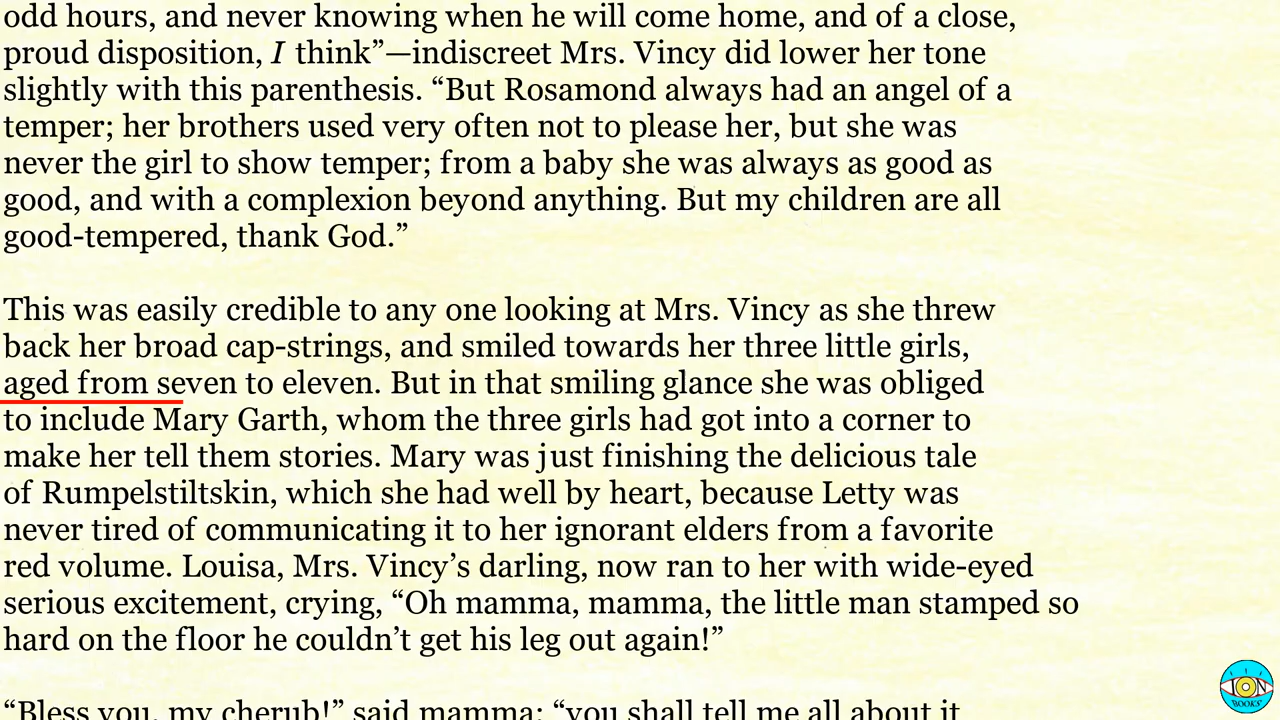 odd hours, and never knowing when he will come home, and of a close,
proud disposition, I think”—indiscreet Mrs. Vincy did lower her tone
slightly with this parenthesis. “But Rosamond always had an angel of a
temper; her brothers used very often not to please her, but she was
never the girl to show temper; from a baby she was always as good as
good, and with a complexion beyond anything. But my children are all
good-tempered, thank God.”
This was easily credible to any one looking at Mrs. Vincy as she threw
back her broad cap-strings, and smiled towards her three little girls,
aged from seven to eleven. But in that smiling glance she was obliged
to include Mary Garth, whom the three girls had got into a corner to
make her tell them stories. Mary was just finishing the delicious tale
of Rumpelstiltskin, which she had well by heart, because Letty was
never tired of communicating it to her ignorant elders from a favorite
red volume. Louisa, Mrs. Vincy’s darling, now ran to her with wide-eyed
serious excitement, crying, “Oh mamma, mamma, the little man stamped so
hard on the floor he couldn’t get his leg out again!”
“Bless you, my cherub!” said mamma; “you shall tell me all about it
ION
BOOKS